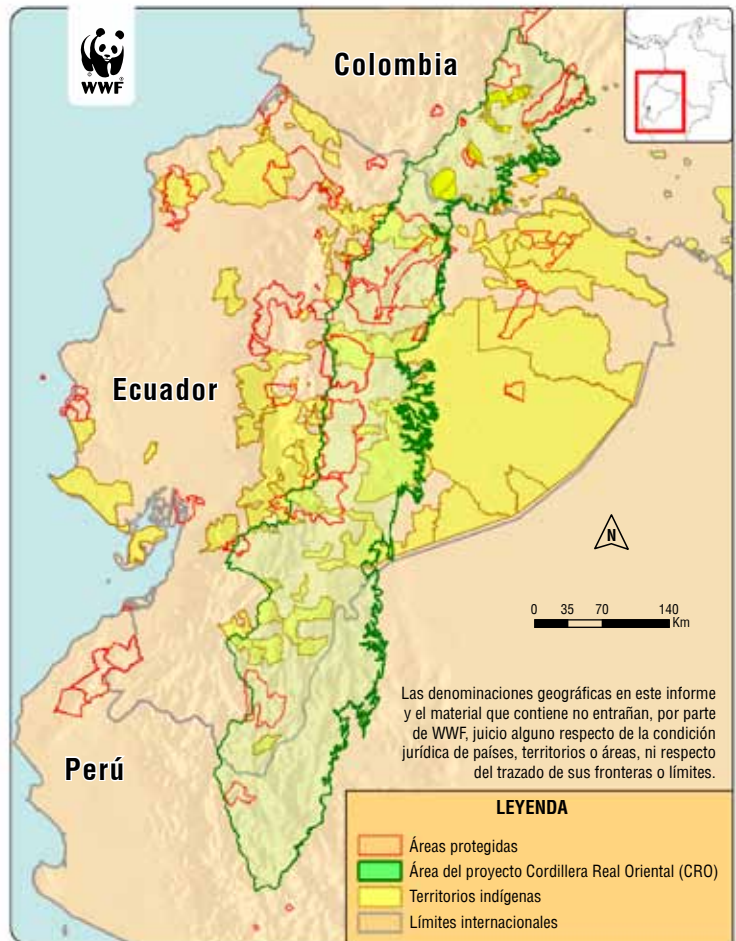 WWF
Colombia
Ecuador
N
0 35 70 140
Km
Las denominaciones geográficas en este informe
y el material que contiene no entrañan, por parte
de WWF, juicio alguno respecto de la condición
jurídica de países, territorios o áreas, ni respecto
del trazado de sus fronteras o límites.
Perú
LEYENDA
Áreas protegidas
Área del proyecto Cordillera Real Oriental (CRO)
Territorios indígenas
Límites internacionales